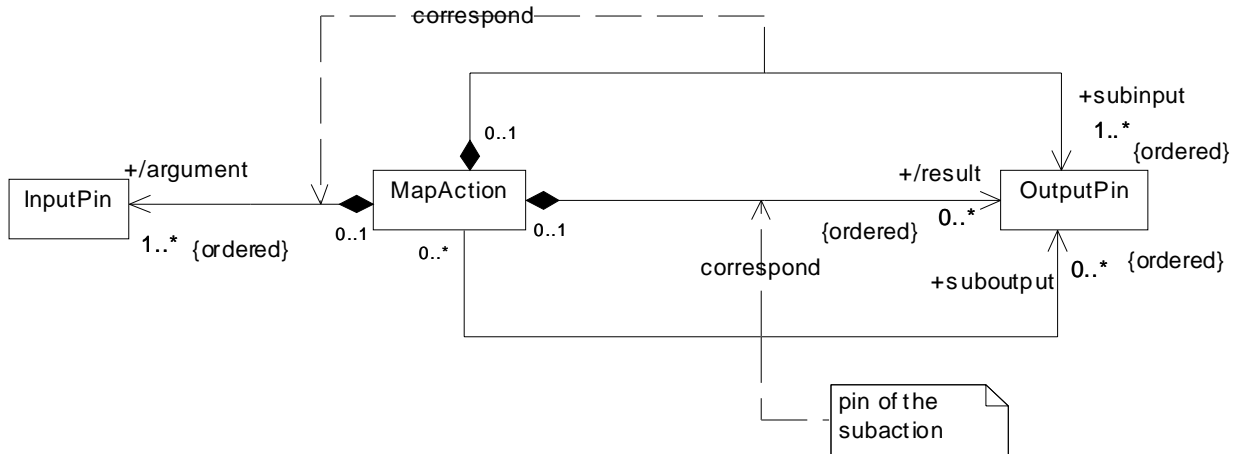 correspond
+subinput
1..*
{ordered}
0..1
+/argument
InputPin
1..*
{ordered}
0..1
MapAction
0..*
0..1
+/result
{ordered}
0..*
OutputPin
correspond
+suboutput
0..*
{ordered}
pin of the
subaction